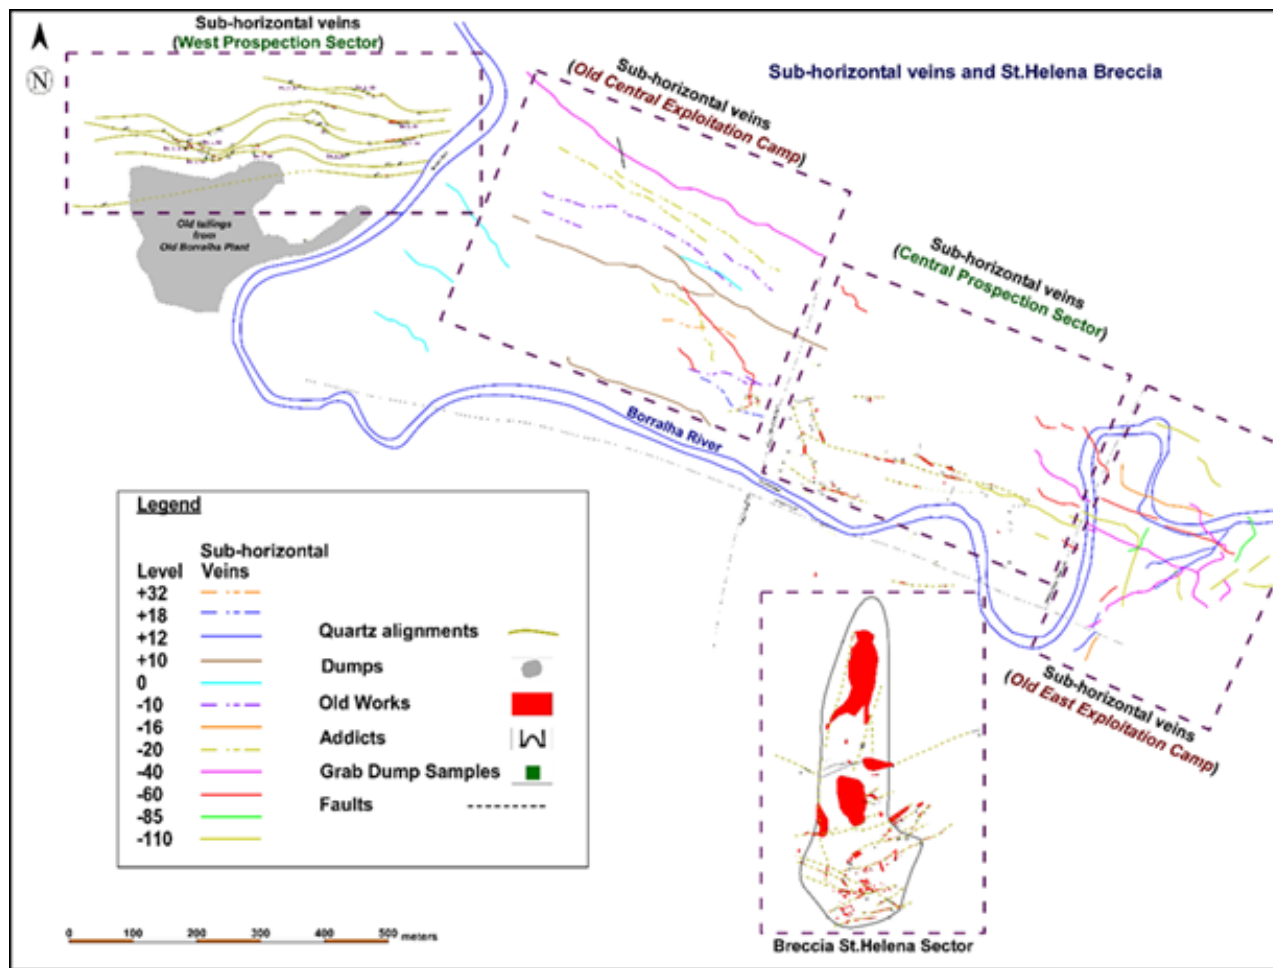 Sub-horizontal veins
(West Prospection Sector)
N
Sub-horizontal veins
(Old Central Exploitation Camp)
Sub-horizontal veins and St.Helena Breccia
Sub-horizontal veins
(Central Prospection Sector)
Old tailings
from
Old Borralha Plant
Borralha River
Legend
Sub-horizontal
Level Veins
+32
+18
+12
+10
0
-10
-16
-20
-40
-60
-85
-110
Quartz alignments
Dumps
Old Works
Addicts
Grab Dump Samples
Faults
Sub-horizontal veins
(Old East Exploitation Camp)
Breccia St.Helena Sector
0 100 200 300 400 500 meters